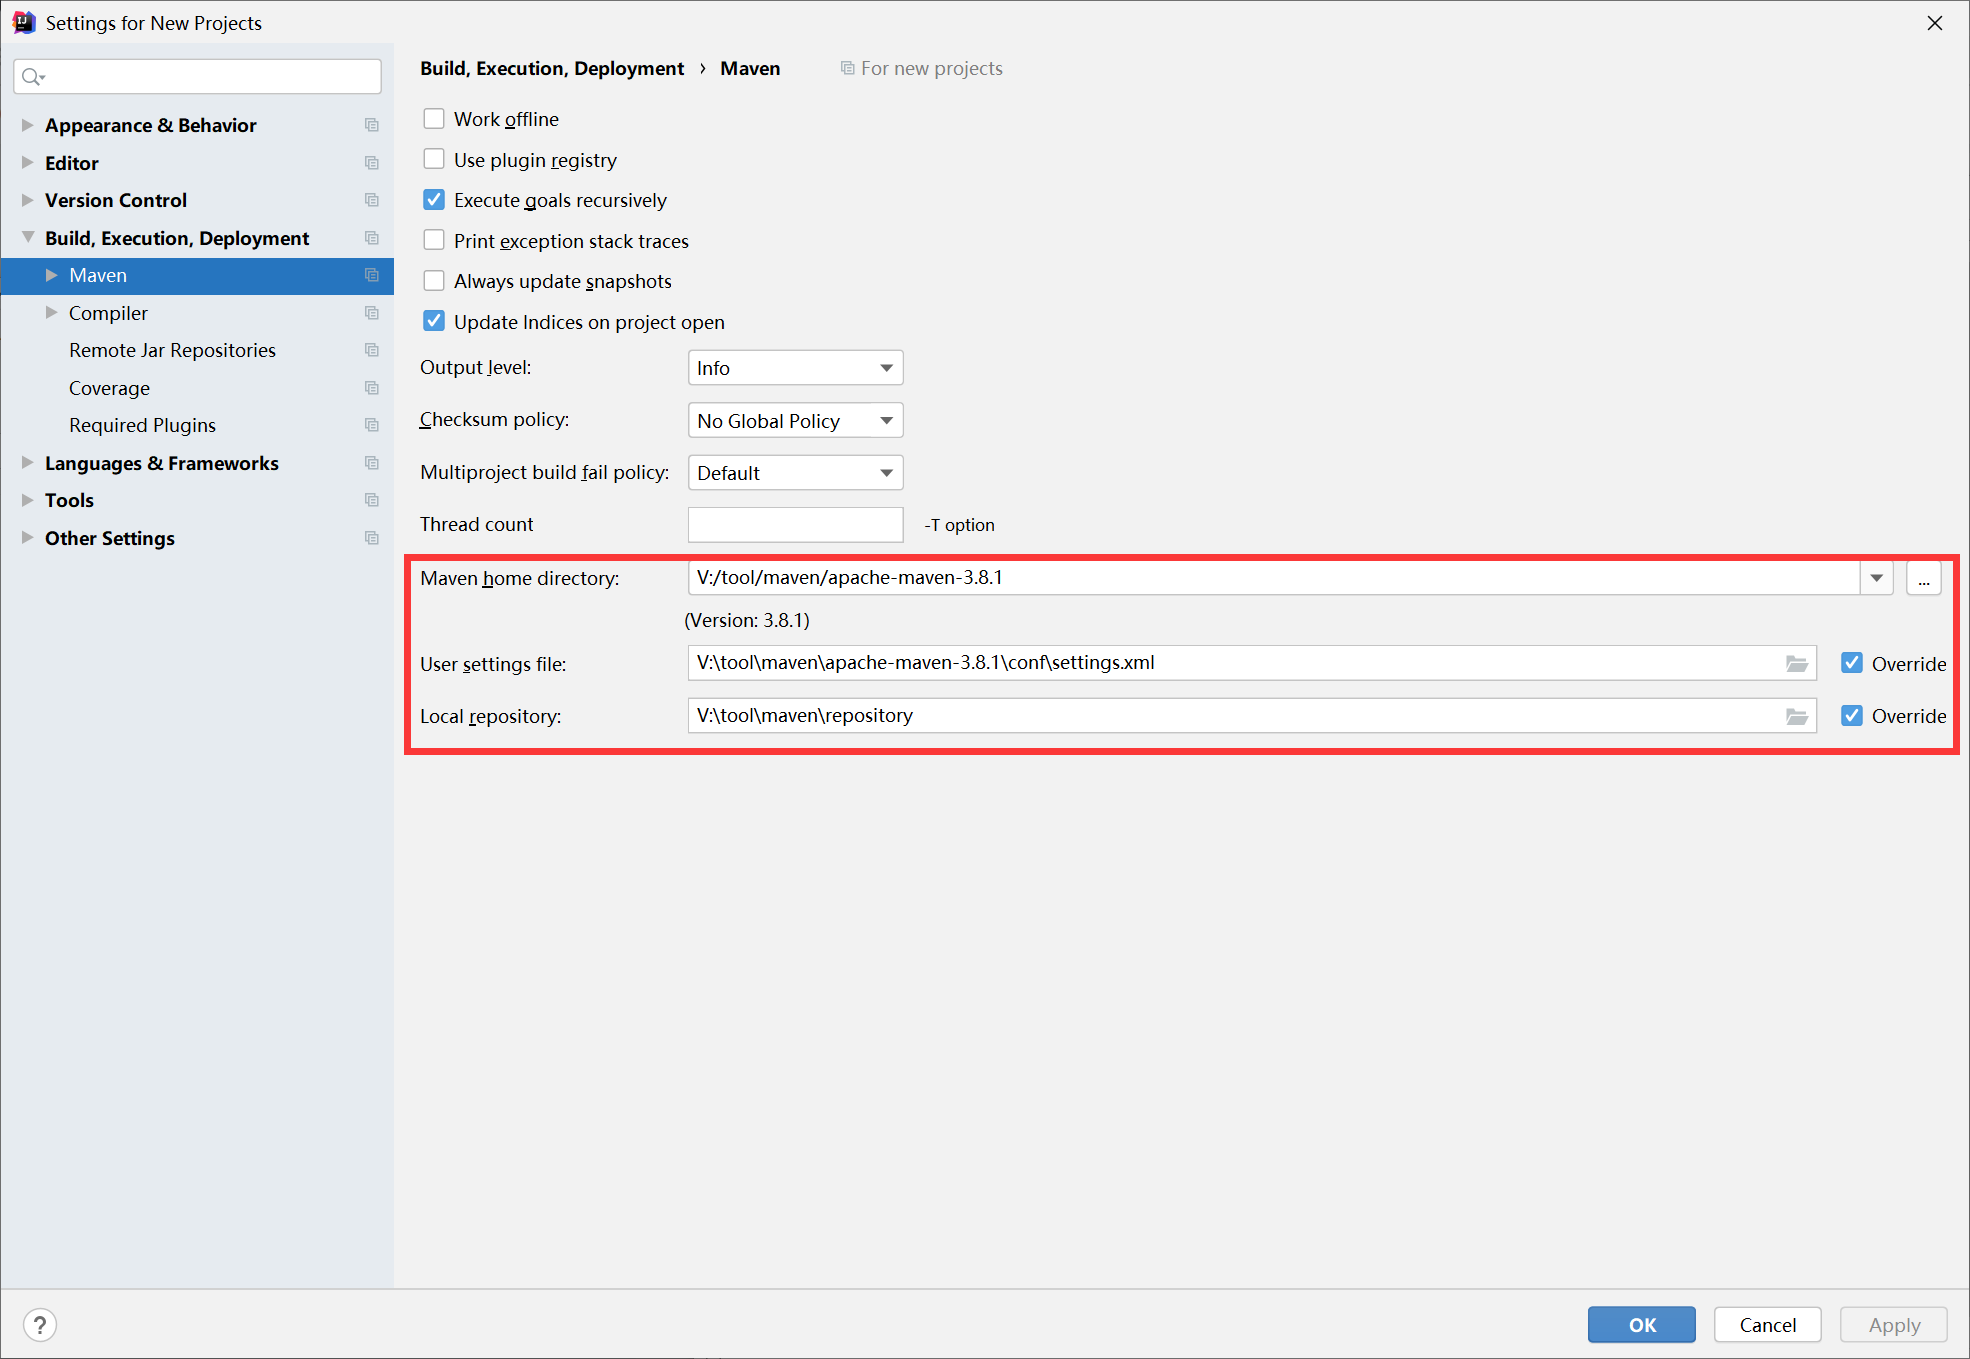 Settings for New Projects
Appearance & Behavior
Editor
Version Control
Build, Execution, Deployment
Maven
Compiler
Remote Jar Repositories
Coverage
Required Plugins
Languages & Frameworks
Tools
Other Settings
Build, Execution, Deployment › Maven For new projects
Work offline
Use plugin registry
Execute goals recursively
Print exception stack traces
Always update snapshots
Update Indices on project open
Output level: Info
Checksum policy: No Global Policy
Multiproject build fail policy: Default
Thread count -T option
Maven home directory: V:/tool/maven/apache-maven-3.8.1 ...
(Version: 3.8.1)
User settings file: V:\tool\maven\apache-maven-3.8.1\conf\settings.xml Override
Local repository: V:\tool\maven\repository Override
? OK Cancel Apply